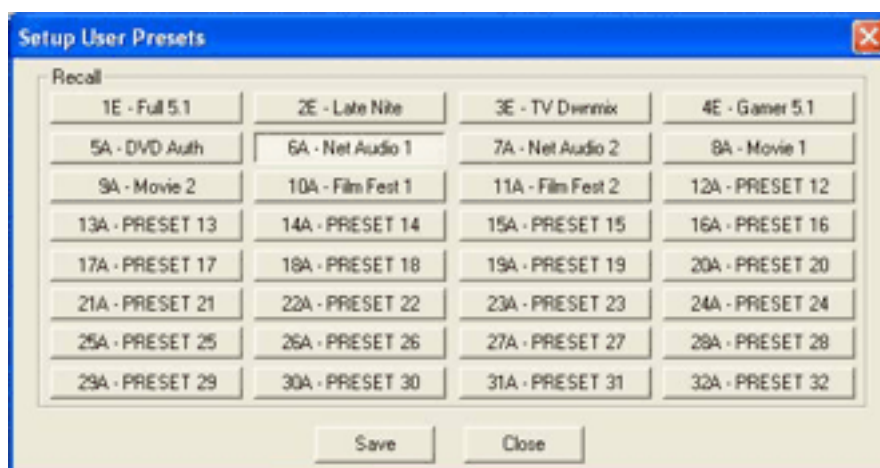 Setup User Presets
Recall
1E - Full 5.1 2E - Late Nite 3E - TV Dwnmix 4E - Gamer 5.1
5A - DVD Auth 6A - Net Audio 1 7A - Net Audio 2 8A - Movie 1
9A - Movie 2 10A - Film Fest 1 11A - Film Fest 2 12A - PRESET 12
13A - PRESET 13 14A - PRESET 14 15A - PRESET 15 16A - PRESET 16
17A - PRESET 17 18A - PRESET 18 19A - PRESET 19 20A - PRESET 20
21A - PRESET 21 22A - PRESET 22 23A - PRESET 23 24A - PRESET 24
25A - PRESET 25 26A - PRESET 26 27A - PRESET 27 28A - PRESET 28
29A - PRESET 29 30A - PRESET 30 31A - PRESET 31 32A - PRESET 32
Save Close